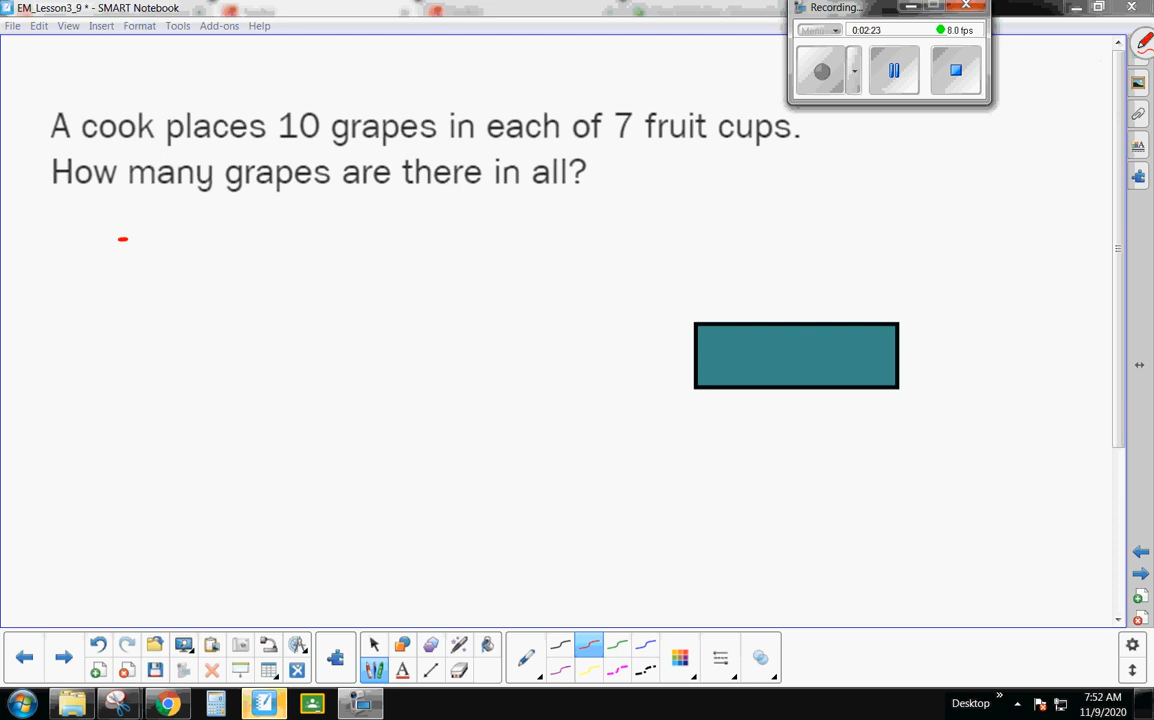 EM_Lesson3_9 * - SMART Notebook
Recording...
File Edit View Insert Format Tools Add-ons Help
Menu
0:02:23
8.0 fps
A cook places 10 grapes in each of 7 fruit cups.
How many grapes are there in all?
A
Desktop
»
7:52 AM
11/9/2020